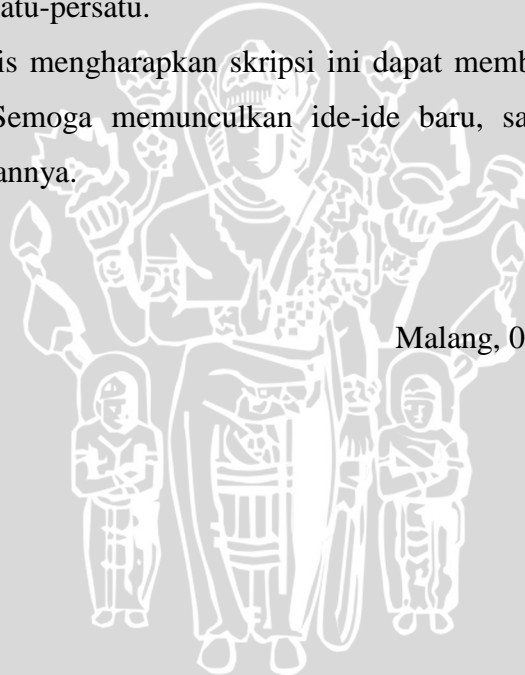 atu-persatu.
is mengharapkan skripsi ini dapat memb
Semoga memunculkan ide-ide baru, sa
annya.
Malang, 0